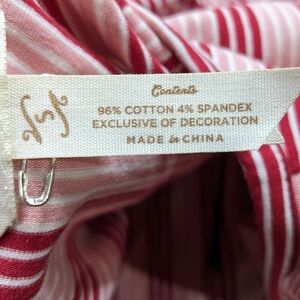 Contents
96% COTTON 4% SPANDEX
EXCLUSIVE OF DECORATION
MADE in CHINA